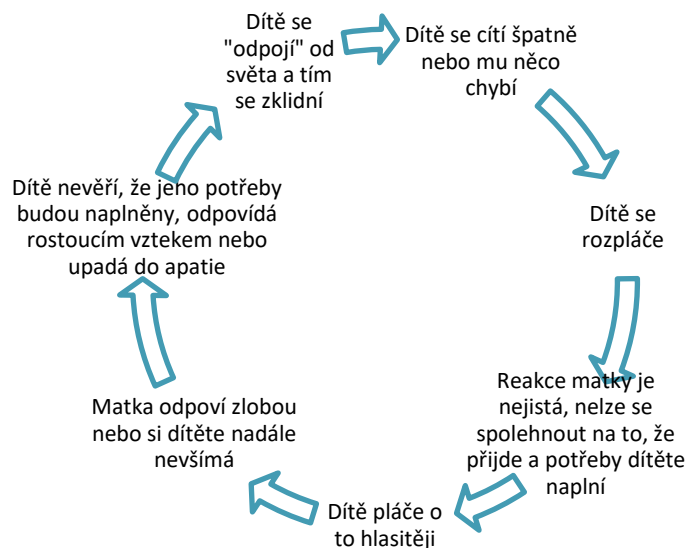 Dítě se
"odpojí" od
světa a tím
se zklidní
Dítě se cítí špatně
nebo mu něco
chybí
Dítě se
rozpláče
Reakce matky je
nejistá, nelze se
spolehnout na to, že
přijde a potřeby dítěte
naplní
Dítě pláče o
to hlasitěji
Matka odpoví zlobou
nebo si dítěte nadále
nevšímá
Dítě nevěří, že jeho potřeby
budou naplněny, odpovídá
rostoucím vztekem nebo
upadá do apatie